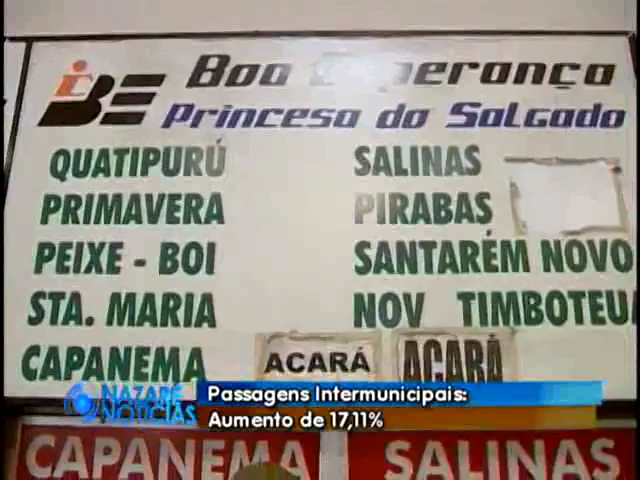 BE Boa Esperança
Princesa do Salgado
QUATIPURÚ SALINAS
PRIMAVERA PIRABAS
PEIXE - BOI SANTARÉM NOVO
STA. MARIA NOV TIMBOTEU
CAPANEMA ACARÁ ACARÁ
NAZARÉ NOTÍCIAS
Passagens Intermunicipais:
Aumento de 17,11%
CAPANEMA SALINAS